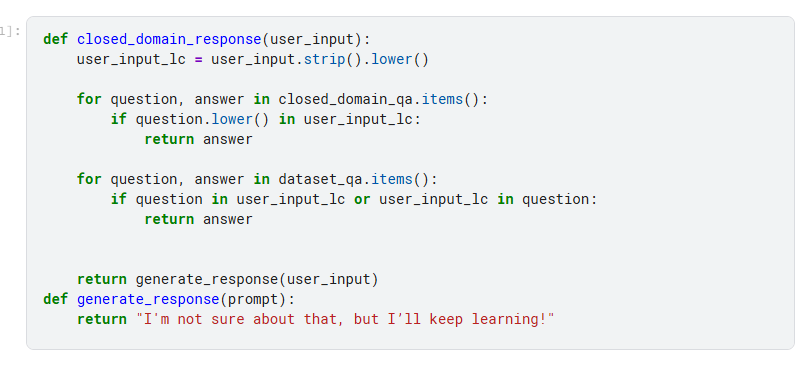 1]:
def closed_domain_response(user_input):
    user_input_lc = user_input.strip().lower()

    for question, answer in closed_domain_qa.items():
        if question.lower() in user_input_lc:
            return answer

    for question, answer in dataset_qa.items():
        if question in user_input_lc or user_input_lc in question:
            return answer


    return generate_response(user_input)
def generate_response(prompt):
    return "I'm not sure about that, but I’ll keep learning!"